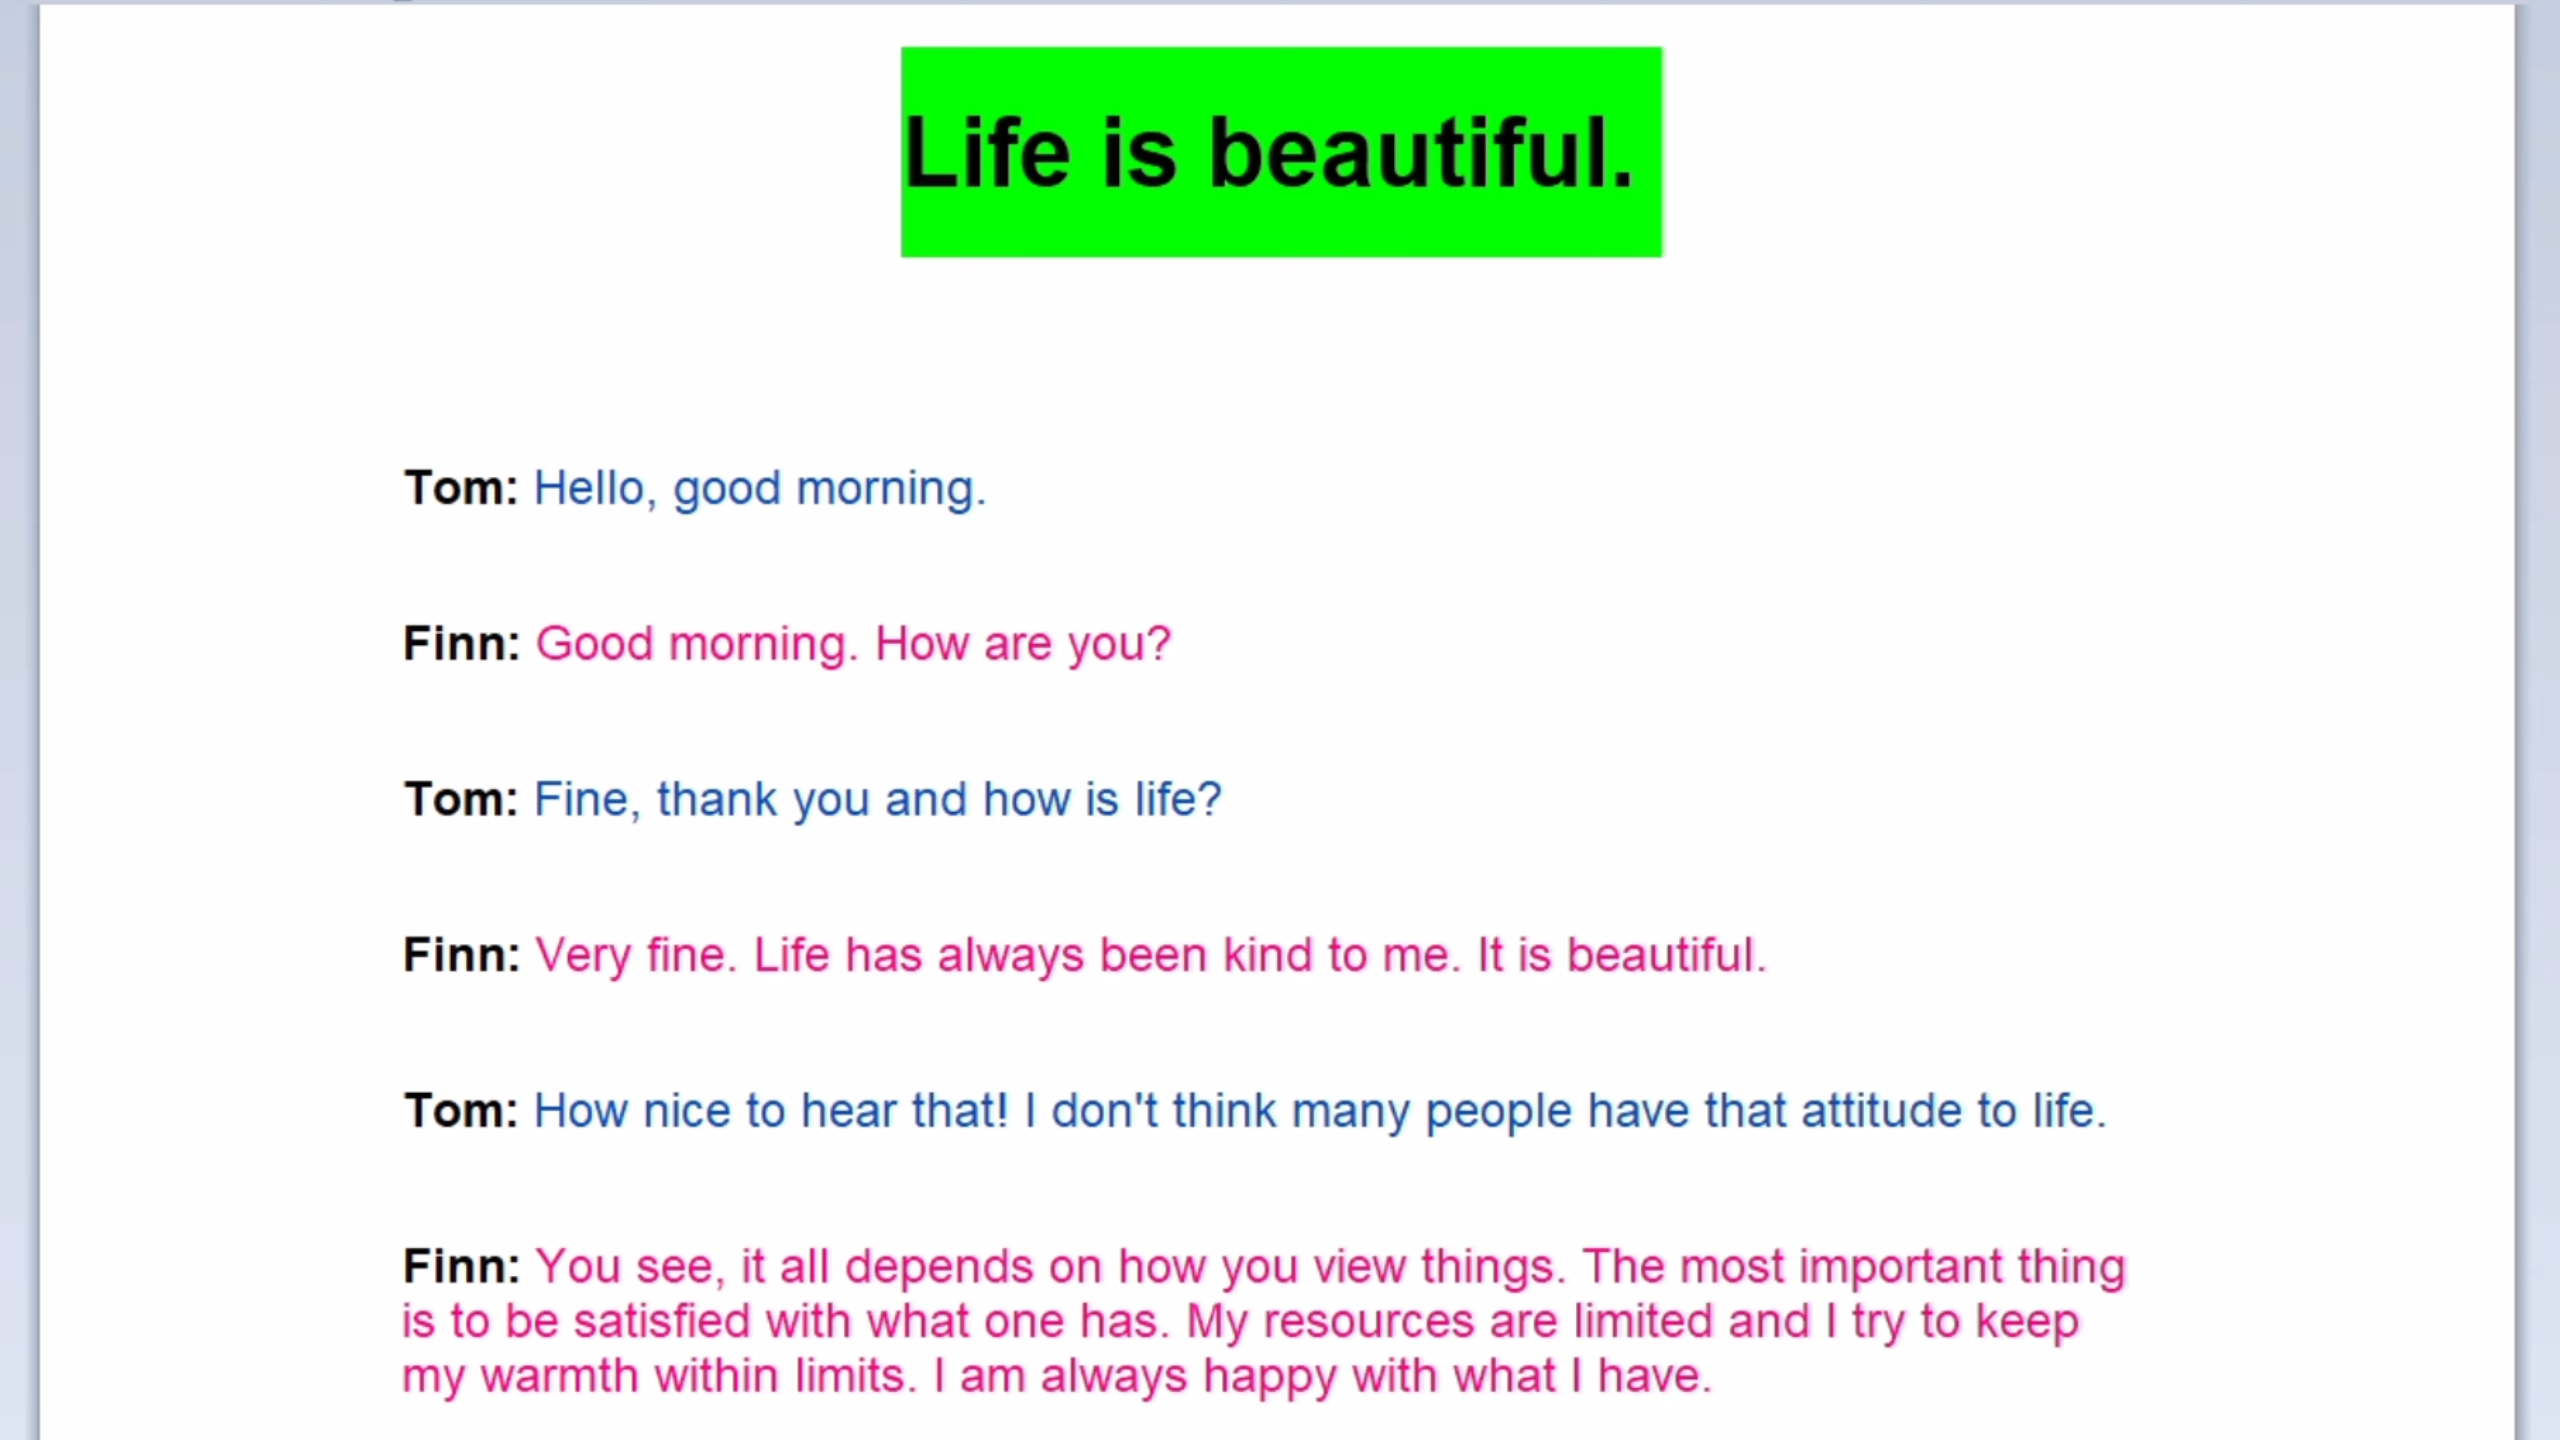 Life is beautiful.
Tom: Hello, good morning.
Finn: Good morning. How are you?
Tom: Fine, thank you and how is life?
Finn: Very fine. Life has always been kind to me. It is beautiful.
Tom: How nice to hear that! I don't think many people have that attitude to life.
Finn: You see, it all depends on how you view things. The most important thing
is to be satisfied with what one has. My resources are limited and I try to keep
my warmth within limits. I am always happy with what I have.